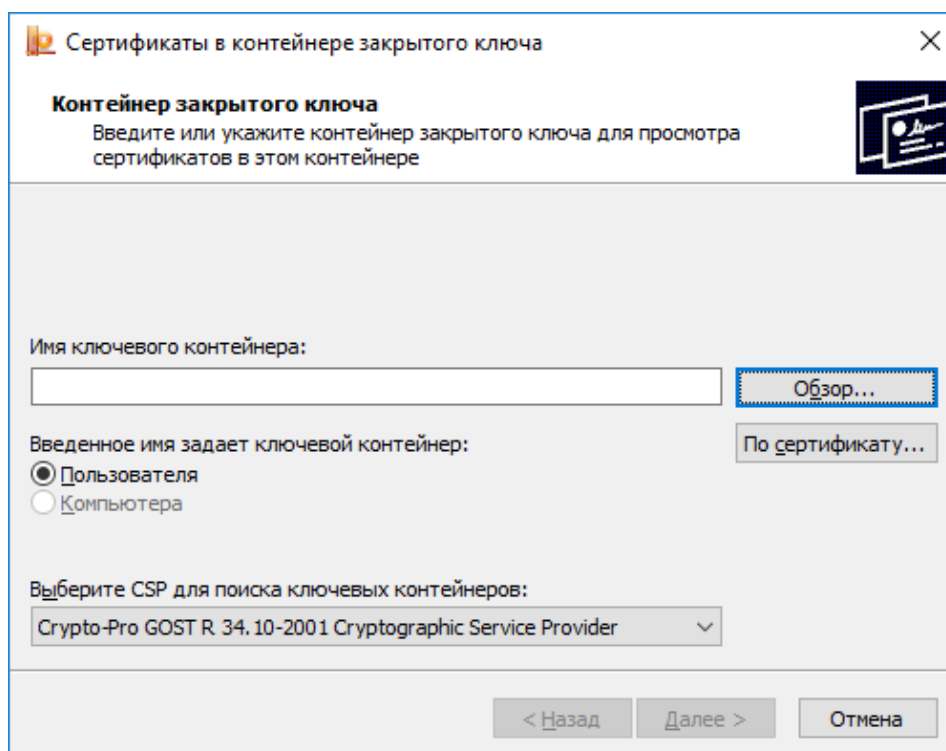 Сертификаты в контейнере закрытого ключа
Контейнер закрытого ключа
Введите или укажите контейнер закрытого ключа для просмотра
сертификатов в этом контейнере
Имя ключевого контейнера:
Обзор...
Введенное имя задает ключевой контейнер:
По сертификату...
Пользователя
Компьютера
Выберите CSP для поиска ключевых контейнеров:
Crypto-Pro GOST R 34.10-2001 Cryptographic Service Provider
< Назад
Далее >
Отмена